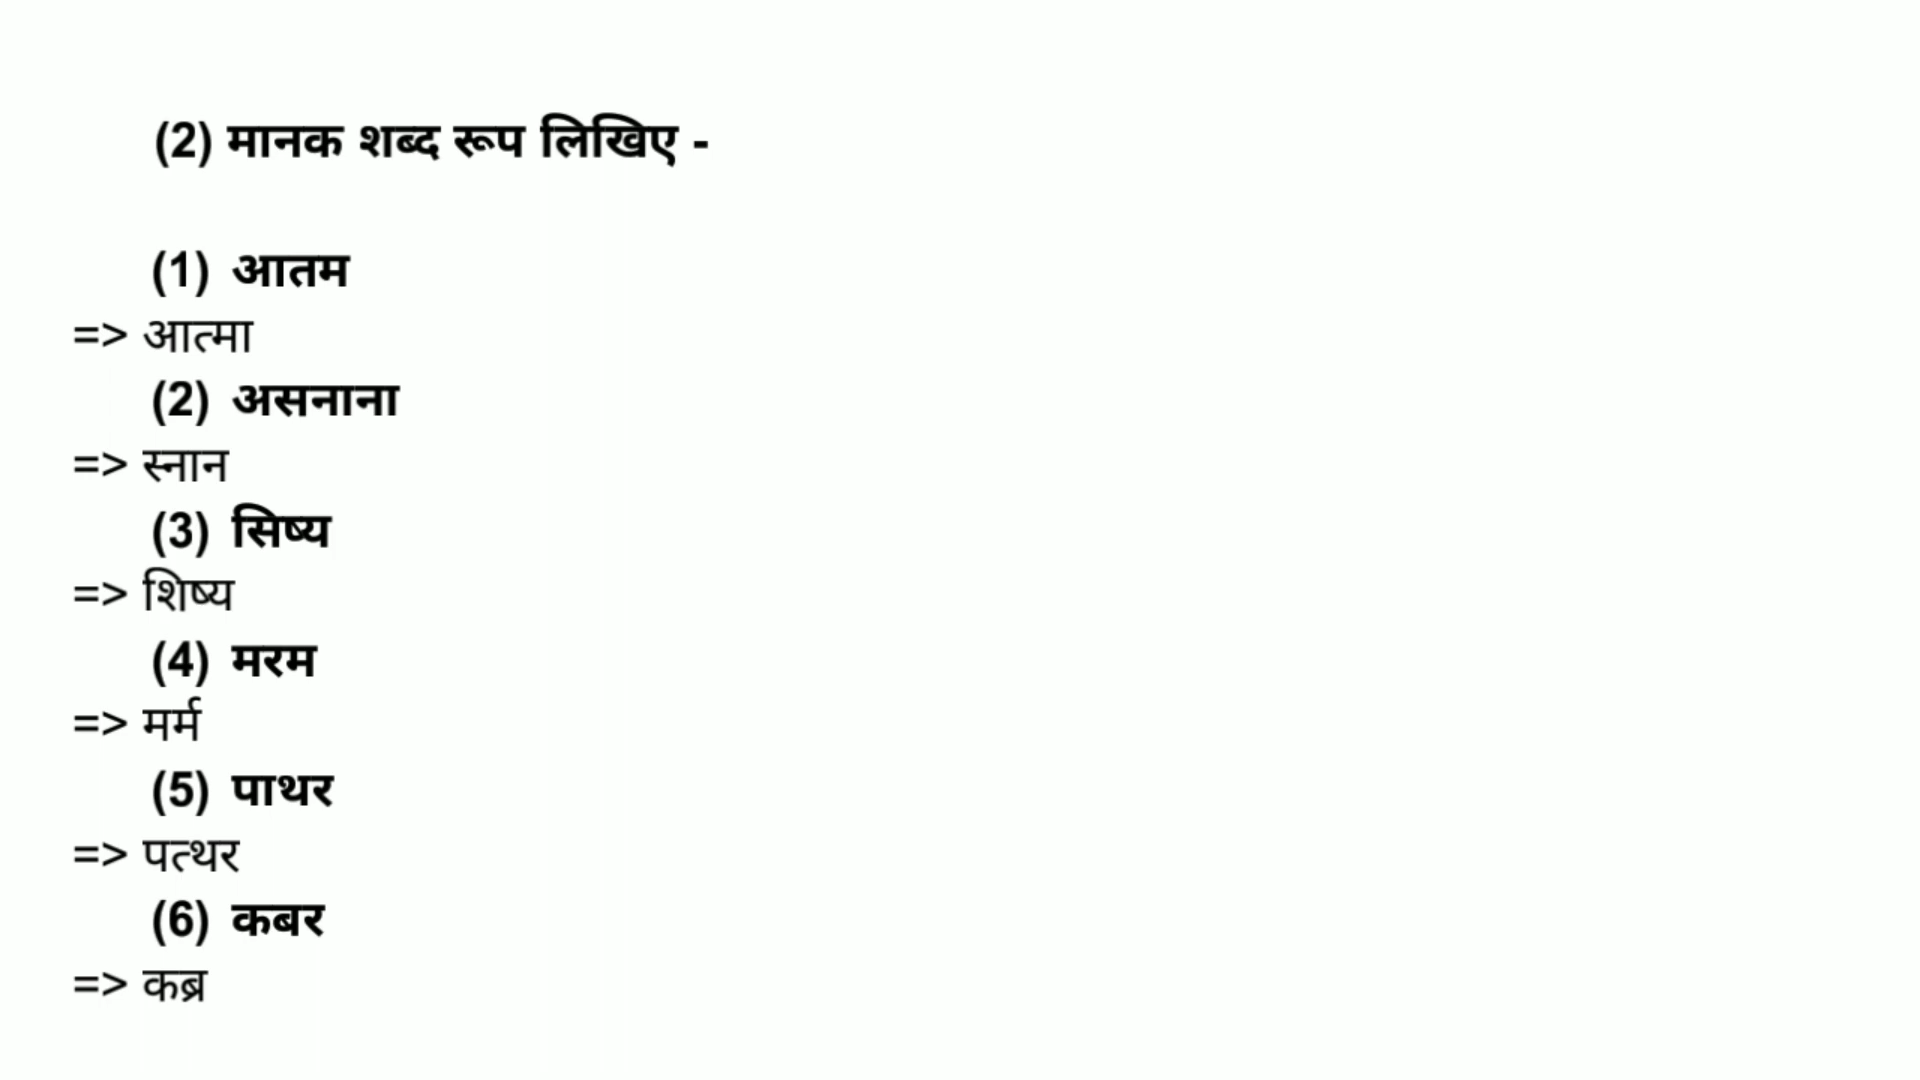 (2) मानक शब्द रूप लिखिए -
(1) आतम
=> आत्मा
(2) असनाना
=> स्नान
(3) सिष्य
=> शिष्य
(4) मरम
=> मर्म
(5) पाथर
=> पत्थर
(6) कबर
=> कब्र